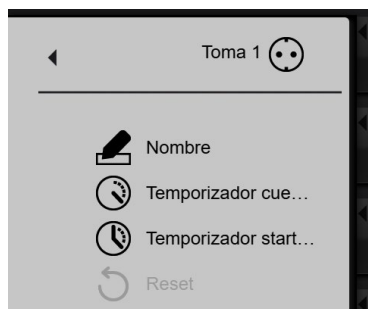 Toma 1
Nombre
Temporizador cue...
Temporizador start...
Reset